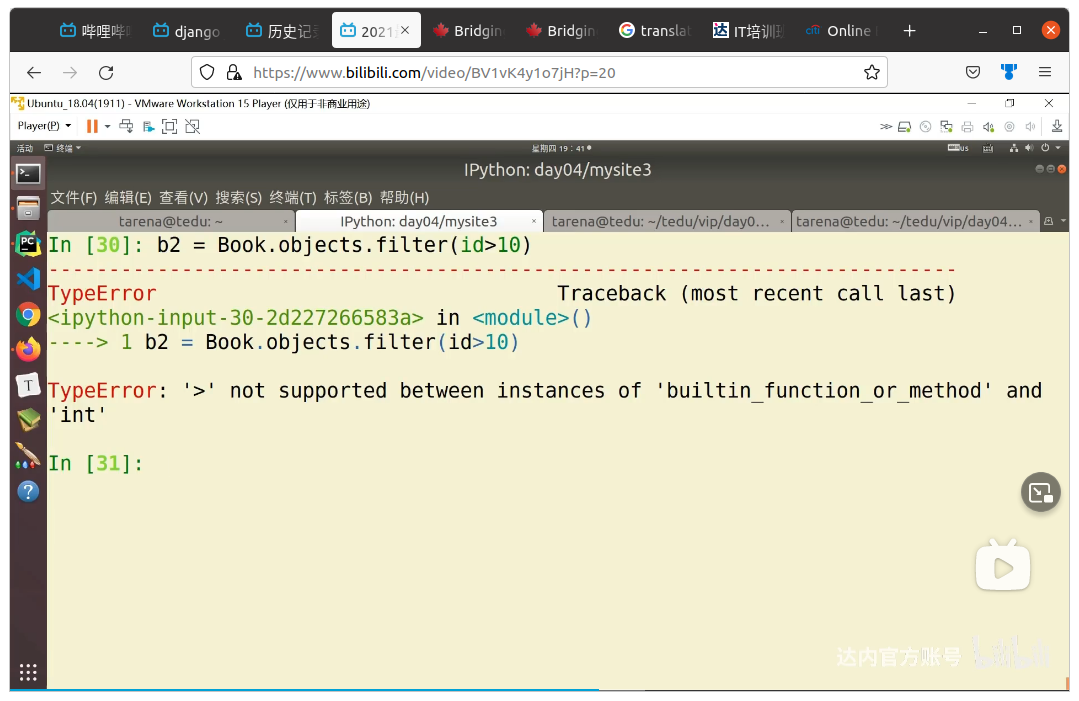 哔哩哔
django
历史记
2021
Bridgin
Bridgin
translat
IT培训
Online
https://www.bilibili.com/video/BV1vK4y1o7jH?p=20
Ubuntu_18.04(1911) - VMware Workstation 15 Player (仅用于非商业用途)
Player(P)
活动
终端
星期四 19：41
IPython: day04/mysite3
文件(F) 编辑(E) 查看(V) 搜索(S) 终端(T) 标签(B) 帮助(H)
tarena@tedu: ~
IPython: day04/mysite3
tarena@tedu: ~/tedu/vip/day0...
tarena@tedu: ~/tedu/vip/day04...
In [30]: b2 = Book.objects.filter(id>10)
---------------------------------------------------------------------------
TypeError                                 Traceback (most recent call last)
<ipython-input-30-2d227266583a> in <module>()
----> 1 b2 = Book.objects.filter(id>10)
TypeError: '>' not supported between instances of 'builtin_function_or_method' and
'int'
In [31]:
达内官方账号